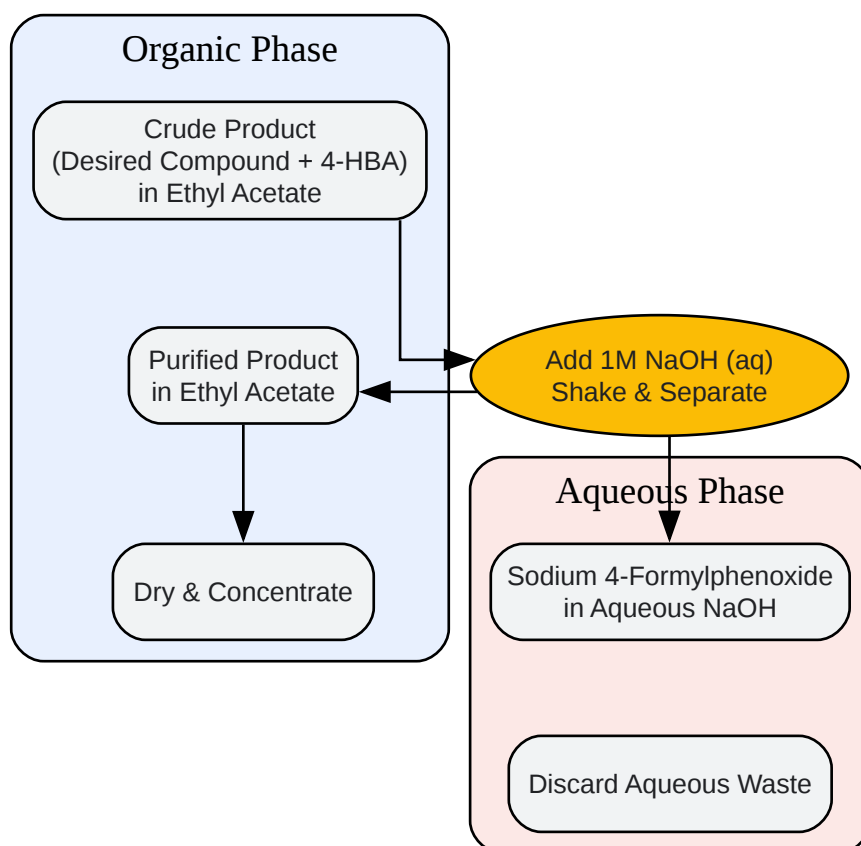 Organic Phase
Crude Product
(Desired Compound + 4-HBA)
in Ethyl Acetate
Purified Product
in Ethyl Acetate
Add 1M NaOH (aq)
Shake & Separate
Dry & Concentrate
Aqueous Phase
Sodium 4-Formylphenoxide
in Aqueous NaOH
Discard Aqueous Waste